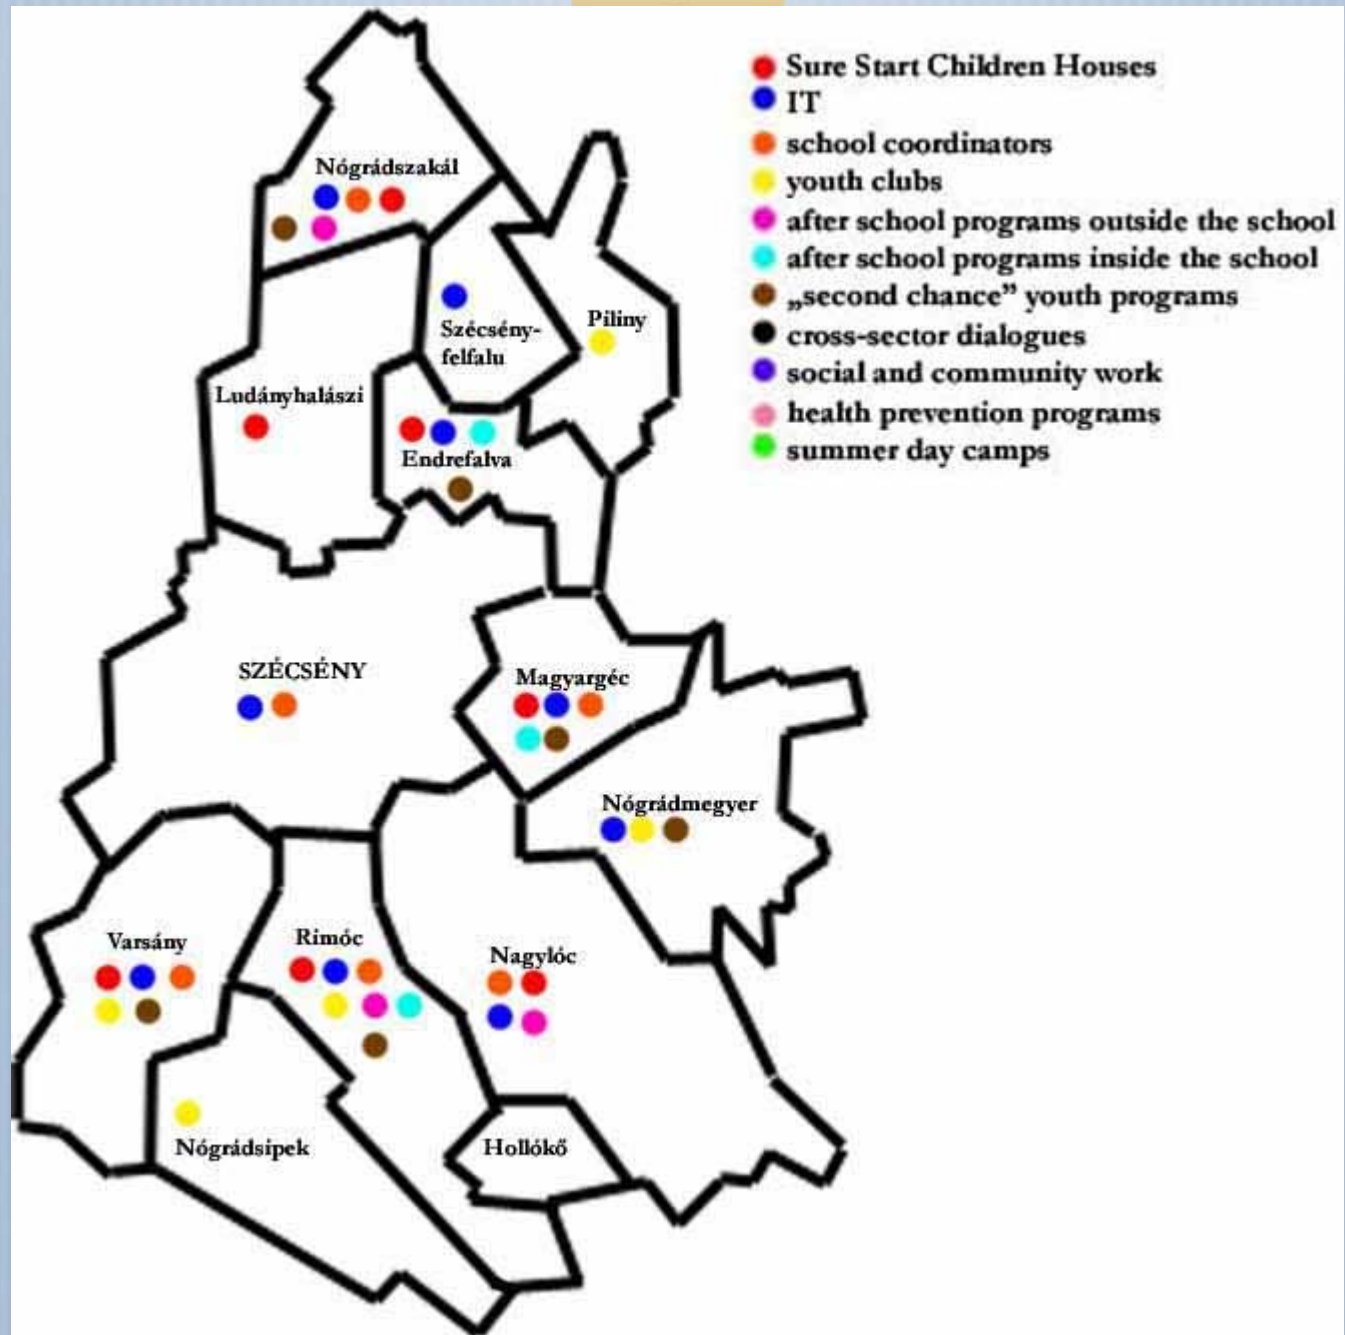 Sure Start Children Houses
IT
school coordinators
youth clubs
after school programs outside the school
after school programs inside the school
„second chance” youth programs
cross-sector dialogues
social and community work
health prevention programs
summer day camps
Nógrádszakál
Szécsény-
felfalu
Piliny
Ludányhalászi
Endrefalva
SZÉCSÉNY
Magyargéc
Nógrádmegyer
Varsány
Rimóc
Nagylóc
Nógrádsipek
Hollókő